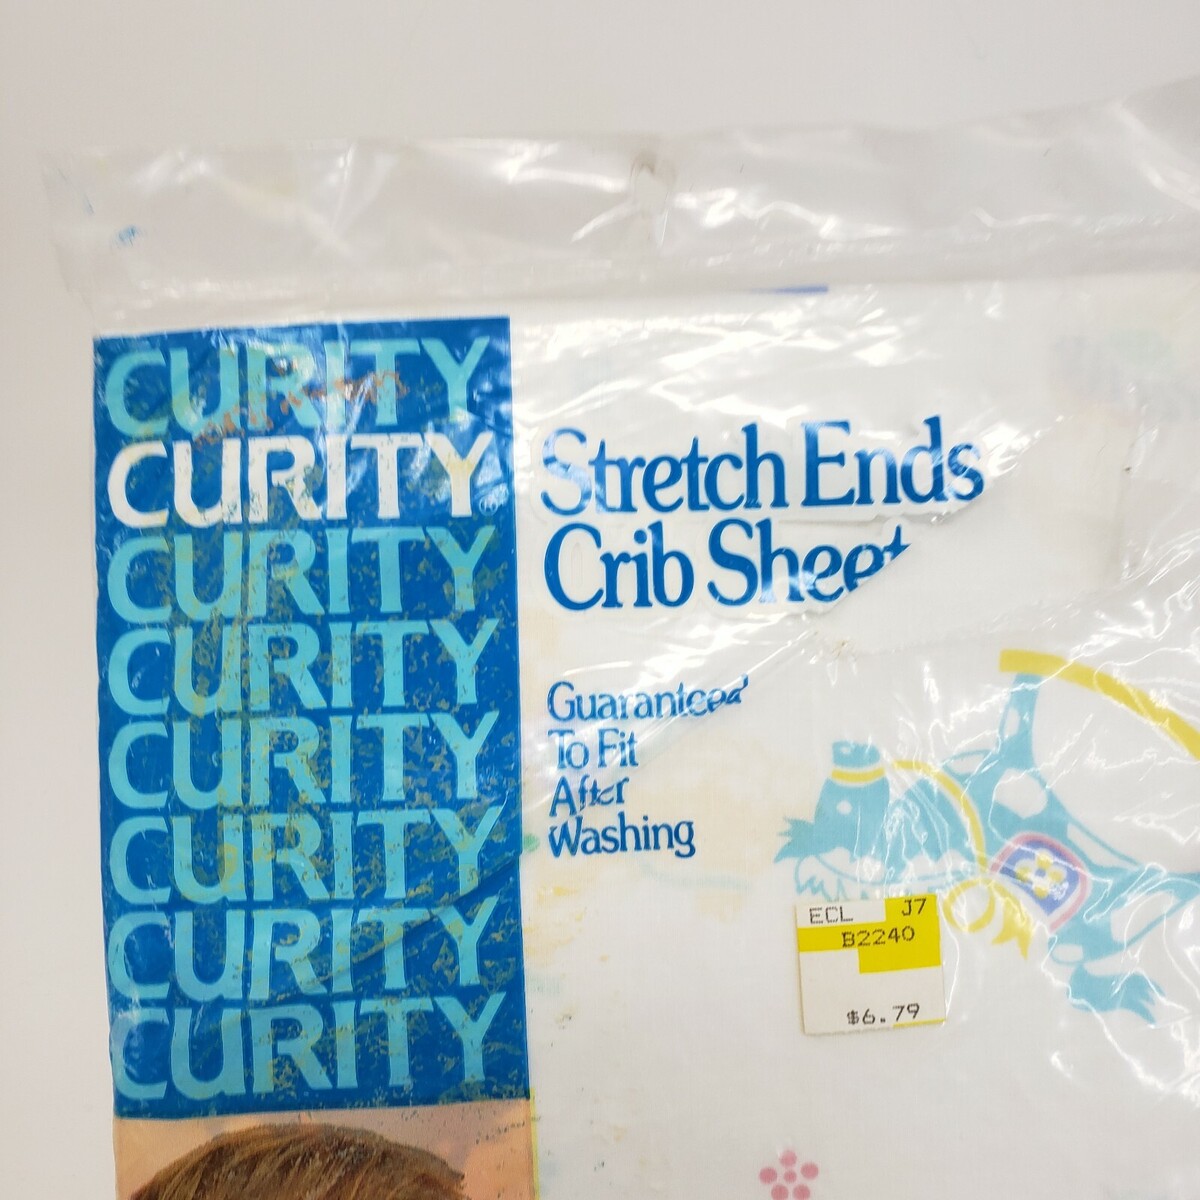 CURITY
CURITY®
CURITY
CURITY
CURITY
CURITY
CURITY
CURITY
Stretch Ends
Crib Sheet
Guaranteed
To Fit
After
Washing
ECL J7
B2240
$6.79